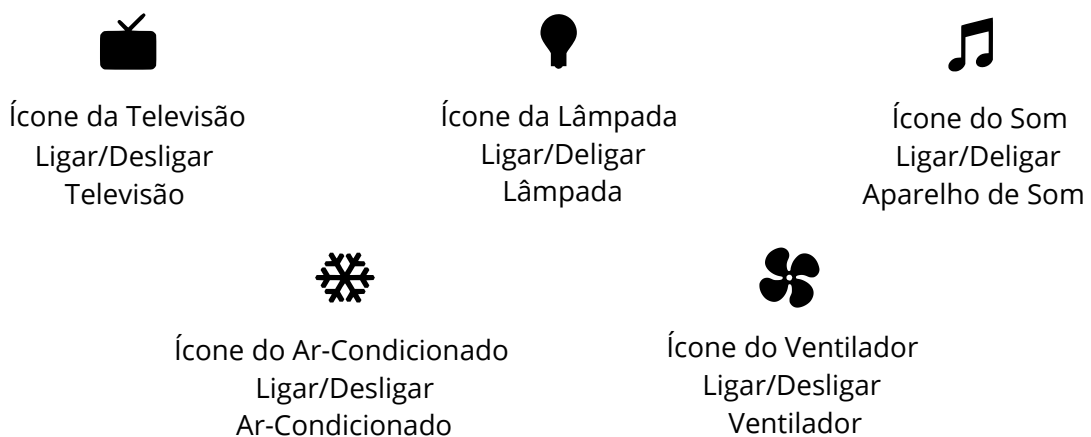 Ícone da Televisão
Ligar/Desligar
Televisão
Ícone da Lâmpada
Ligar/Deligar
Lâmpada
Ícone do Som
Ligar/Deligar
Aparelho de Som
Ícone do Ar-Condicionado
Ligar/Desligar
Ar-Condicionado
Ícone do Ventilador
Ligar/Desligar
Ventilador